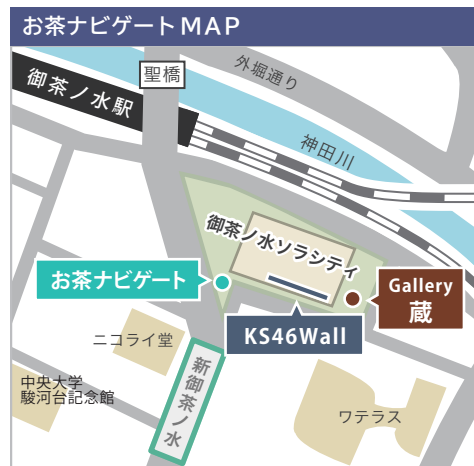 お茶ナビゲートMAP
聖橋
外堀通り
御茶ノ水駅
神田川
御茶ノ水ソラシティ
お茶ナビゲート
Gallery
蔵
KS46Wall
ニコライ堂
新御茶ノ水
中央大学
駿河台記念館
ワテラス